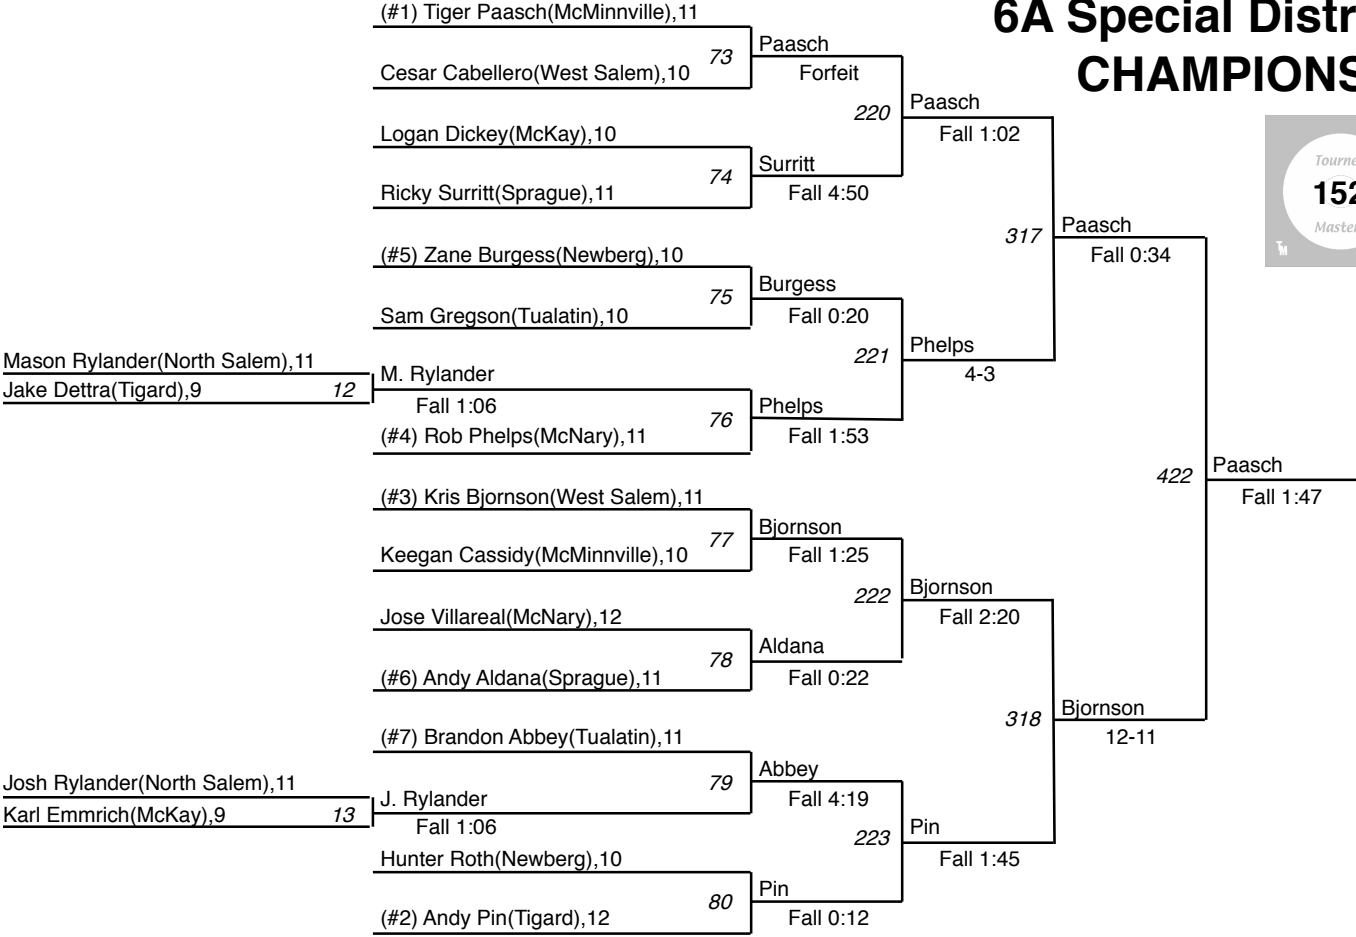 (#1) Tiger Paasch(McMinnville),11
6A Special Distr
73
Paasch
Cesar Cabellero(West Salem),10
Forfeit
CHAMPIONS
220
Paasch
Logan Dickey(McKay),10
Fall 1:02
74
Surritt
Ricky Surritt(Sprague),11
Fall 4:50
Tourne
152
Master
TM
317
Paasch
(#5) Zane Burgess(Newberg),10
Fall 0:34
75
Burgess
Sam Gregson(Tualatin),10
Fall 0:20
221
Phelps
Mason Rylander(North Salem),11
4-3
Jake Dettra(Tigard),9
12
M. Rylander
Fall 1:06
76
Phelps
(#4) Rob Phelps(McNary),11
Fall 1:53
422
Paasch
Fall 1:47
(#3) Kris Bjornson(West Salem),11
77
Bjornson
Keegan Cassidy(McMinnville),10
Fall 1:25
222
Bjornson
Jose Villareal(McNary),12
Fall 2:20
78
Aldana
(#6) Andy Aldana(Sprague),11
Fall 0:22
318
Bjornson
12-11
(#7) Brandon Abbey(Tualatin),11
79
Abbey
Josh Rylander(North Salem),11
Karl Emmrich(McKay),9
13
J. Rylander
Fall 4:19
Fall 1:06
223
Pin
Hunter Roth(Newberg),10
Fall 1:45
80
Pin
(#2) Andy Pin(Tigard),12
Fall 0:12